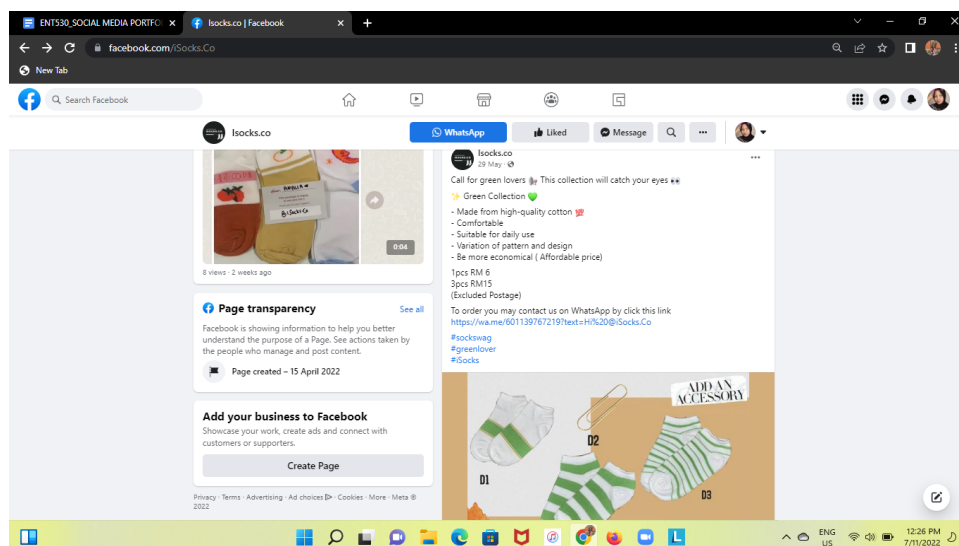 ENT530_SOCIAL MEDIA PORTFO
Isocks.co | Facebook
facebook.com/iSocks.Co
New Tab
Search Facebook
Isocks.co
WhatsApp
Liked
Message
0:04
8 views · 2 weeks ago
Page transparency
See all
Facebook is showing information to help you better
understand the purpose of a Page. See actions taken by
the people who manage and post content.
Page created – 15 April 2022
Add your business to Facebook
Showcase your work, create ads and connect with
customers or supporters.
Create Page
Privacy · Terms · Advertising · Ad choices · Cookies · More · Meta ©
2022
Isocks.co
29 May ·
Call for green lovers This collection will catch your eyes 👀
✨ Green Collection 💚
- Made from high-quality cotton 💯
- Comfortable
- Suitable for daily use
- Variation of pattern and design
- Be more economical ( Affordable price)
1pcs RM 6
3pcs RM15
(Excluded Postage)
To order you may contact us on WhatsApp by click this link
https://wa.me/601139767219?text=Hi%20@iSocks.Co
#sockswag
#greenlover
#iSocks
ADD AN
ACCESSORY
D1
D2
D3
ENG
US
12:26 PM
7/11/2022